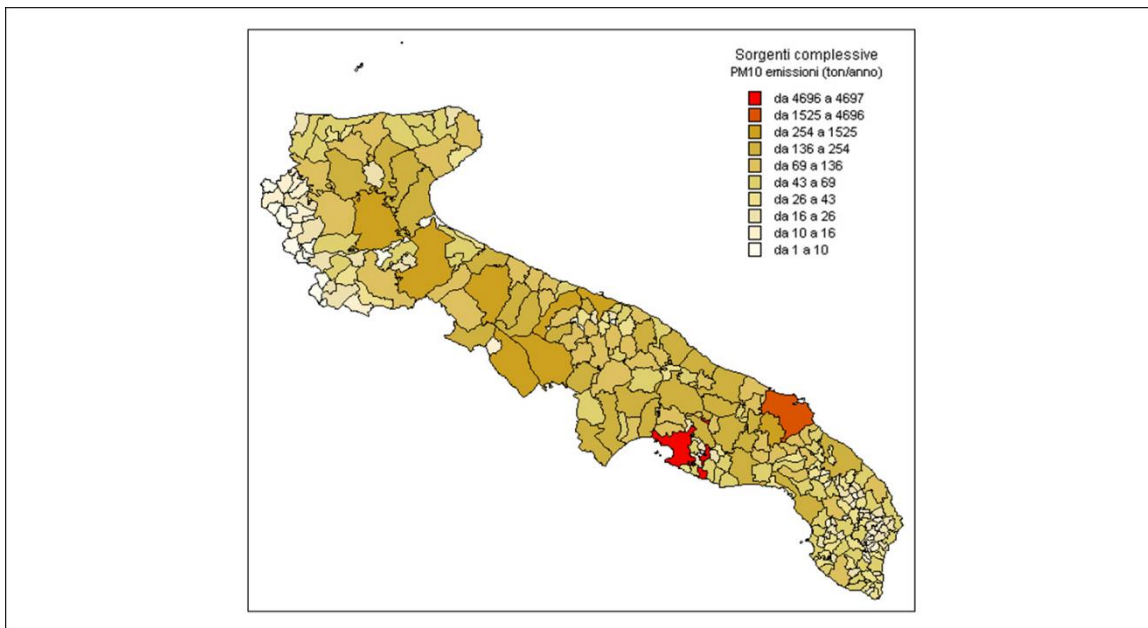 Sorgenti complessive
PM10 emissioni (ton/anno)
da 4696 a 4697
da 1525 a 4696
da 254 a 1525
da 136 a 254
da 69 a 136
da 43 a 69
da 26 a 43
da 16 a 26
da 10 a 16
da 1 a 10